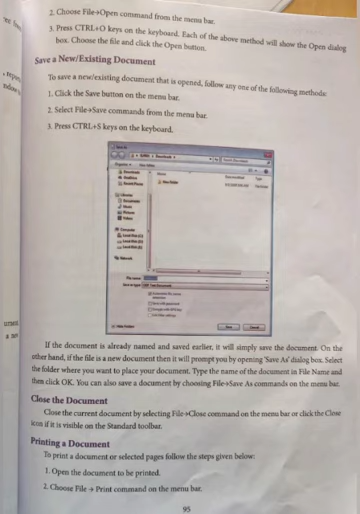 2. Choose File→Open command from the menu bar.
3. Press CTRL+O keys on the keyboard. Each of the above method will show the Open dialog
box. Choose the file and click the Open button.
Save a New/Existing Document
To save a new/existing document that is opened, follow any one of the following methods:
1. Click the Save button on the menu bar.
2. Select File→Save commands from the menu bar.
3. Press CTRL+S keys on the keyboard.
If the document is already named and saved earlier, it will simply save the document. On the
other hand, if the file is a new document then it will prompt you by opening 'Save As' dialog box. Select
the folder where you want to place your document. Type the name of the document in File Name and
then click OK. You can also save a document by choosing File→Save As commands on the menu bar.
Close the Document
Close the current document by selecting File→Close command on the menu bar or click the Close
icon if it is visible on the Standard toolbar.
Printing a Document
To print a document or selected pages follow the steps given below:
1. Open the document to be printed.
2. Choose File → Print command on the menu bar.
95